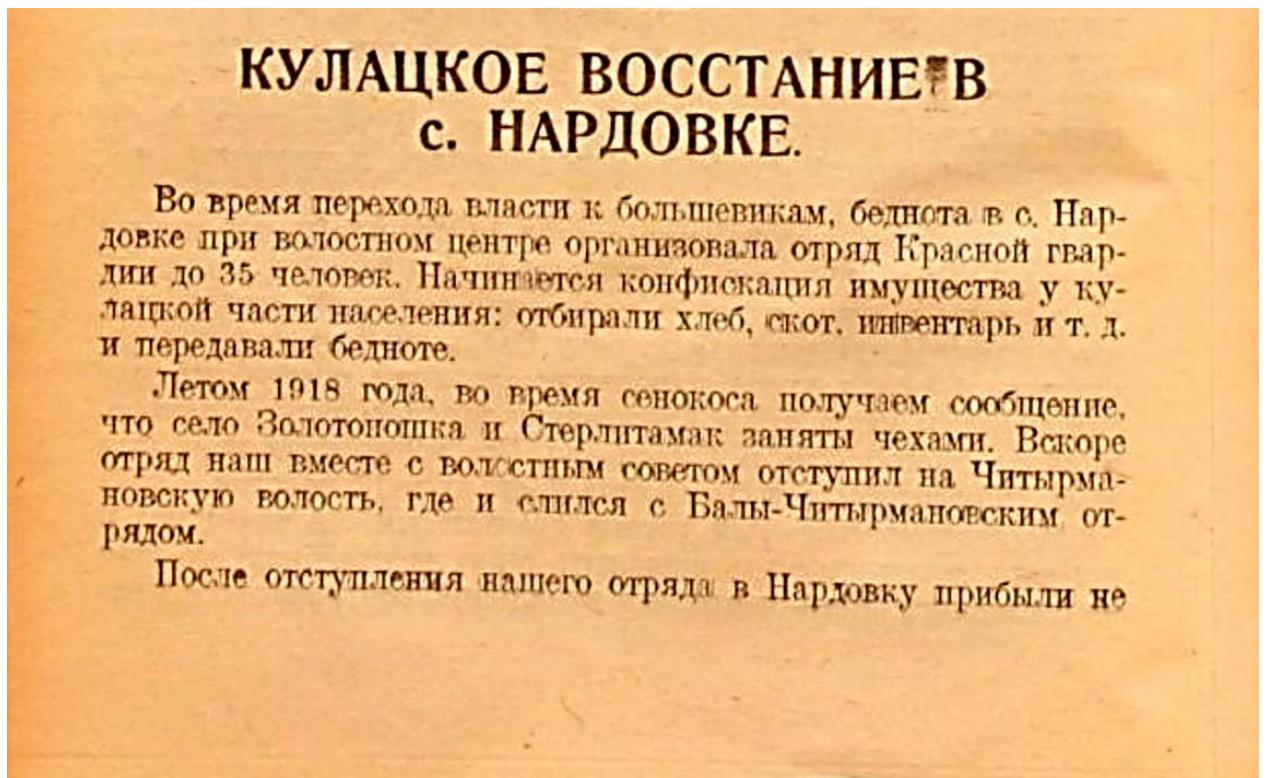 КУЛАЦКОЕ ВОССТАНИЕ В
с. НАРДОВКЕ.
Во время перехода власти к большевикам, беднота в с. Нар-
довке при волостном центре организовала отряд Красной гвар-
дии до 35 человек. Начинается конфискация имущества у ку-
лацкой части населения: отбирали хлеб, скот, инвентарь и т. д.
и передавали бедноте.
Летом 1918 года, во время сенокоса получаем сообщение,
что село Золотоношка и Стерлитамак заняты чехами. Вскоре
отряд наш вместе с волостным советом отступил на Читырма-
новскую волость, где и слился с Балы-Читырмановским от-
рядом.
После отступления нашего отряда в Нардовку прибыли не